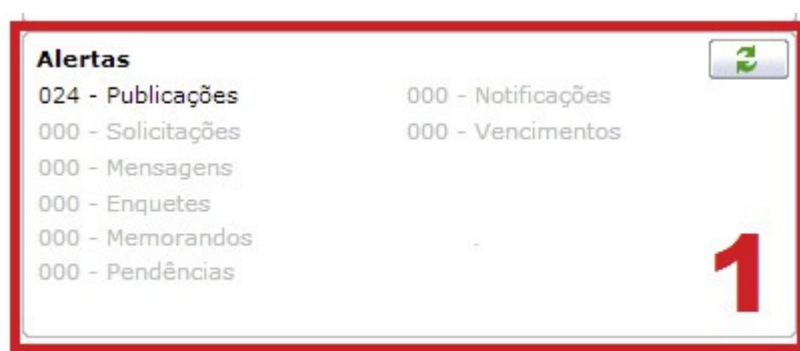 Alertas
024 - Publicações
000 - Solicitações
000 - Mensagens
000 - Enquetes
000 - Memorandos
000 - Pendências
000 - Notificações
000 - Vencimentos
1